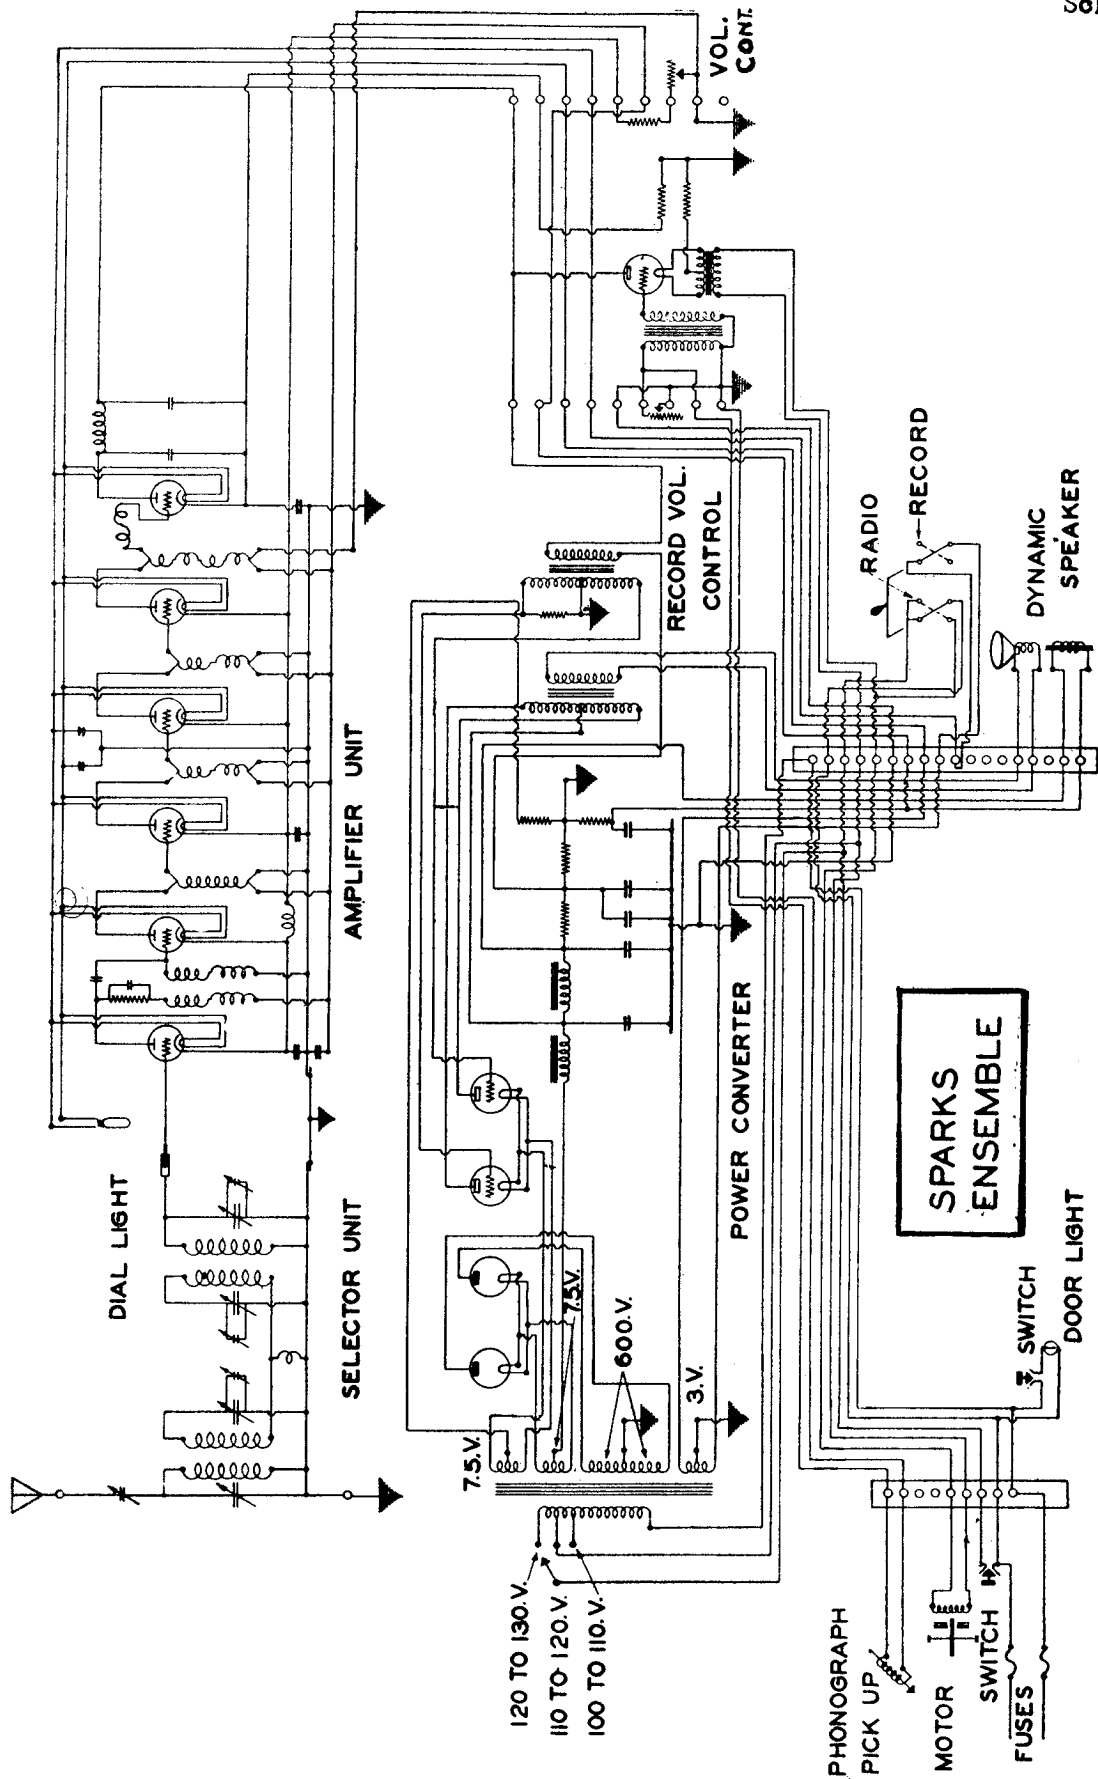 DIAL LIGHT
SELECTOR UNIT
AMPLIFIER UNIT
VOL.
CONT.
7.5.V.
7.5.V.
600.V.
3.V.
120 TO 130.V.
110 TO 120.V.
100 TO 110.V.
POWER CONVERTER
RECORD VOL.
CONTROL
RADIO
RECORD
DYNAMIC
SPEAKER
SPARKS
ENSEMBLE
PHONOGRAPH
PICK UP
MOTOR
SWITCH
FUSES
SWITCH
DOOR LIGHT